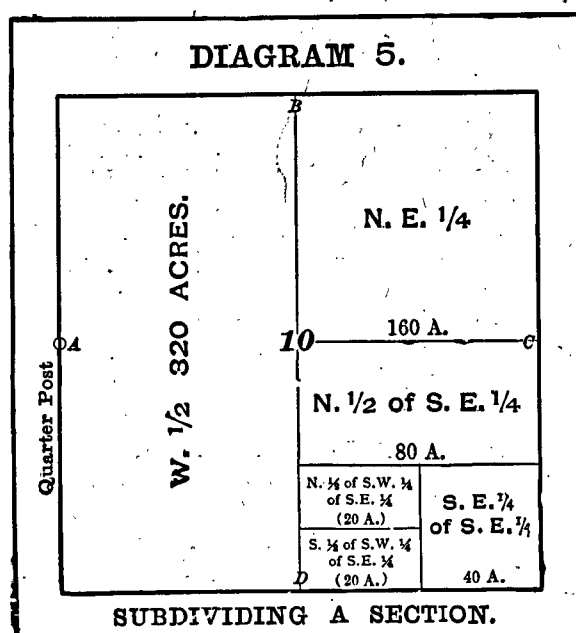 DIAGRAM 5.
B
N. E. 1/4
W. 1/2 320 ACRES.
160 A.
A
10
C
Quarter Post
N. 1/2 of S. E. 1/4
80 A.
N. 1/2 of S.W. 1/4
of S.E. 1/4
(20 A.)
S. E. 1/4
of S. E. 1/4
S. 1/2 of S.W. 1/4
of S.E. 1/4
(20 A.)
40 A.
D
SUBDIVIDING A SECTION.